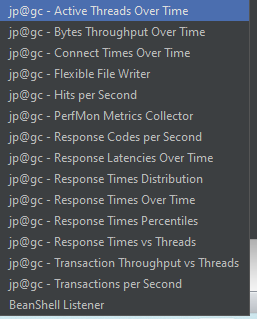 jp@gc - Active Threads Over Time
jp@gc - Bytes Throughput Over Time
jp@gc - Connect Times Over Time
jp@gc - Flexible File Writer
jp@gc - Hits per Second
jp@gc - PerfMon Metrics Collector
jp@gc - Response Codes per Second
jp@gc - Response Latencies Over Time
jp@gc - Response Times Distribution
jp@gc - Response Times Over Time
jp@gc - Response Times Percentiles
jp@gc - Response Times vs Threads
jp@gc - Transaction Throughput vs Threads
jp@gc - Transactions per Second
BeanShell Listener